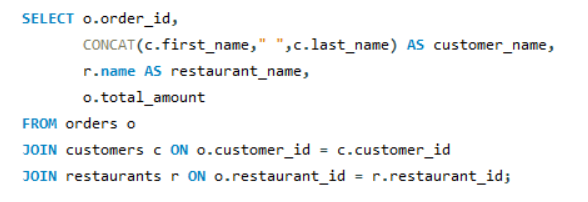 SELECT o.order_id,
       CONCAT(c.first_name," ",c.last_name) AS customer_name,
       r.name AS restaurant_name,
       o.total_amount
FROM orders o
JOIN customers c ON o.customer_id = c.customer_id
JOIN restaurants r ON o.restaurant_id = r.restaurant_id;